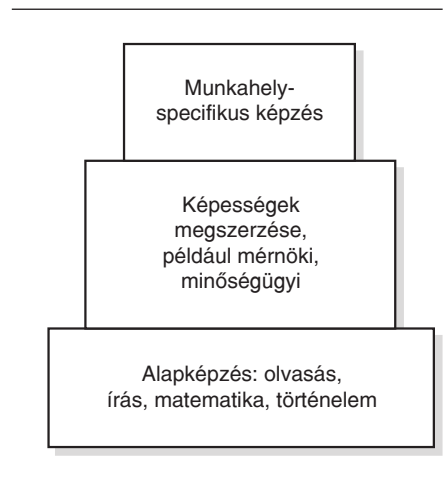 Munkahely-
specifikus képzés
Képességek
megszerzése,
például mérnöki,
minőségügyi
Alapképzés: olvasás,
írás, matematika, történelem